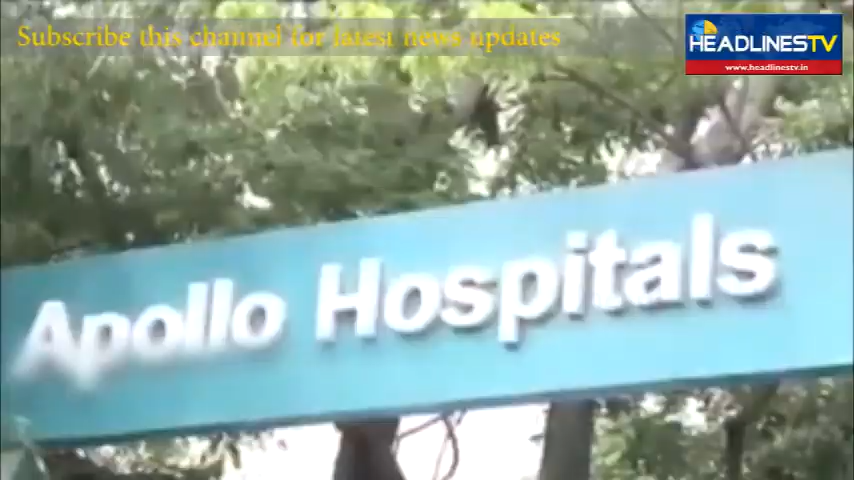 Subscribe this channel for latest news updates
HEADLINESTV
www.headlinestv.in
Apollo Hospitals